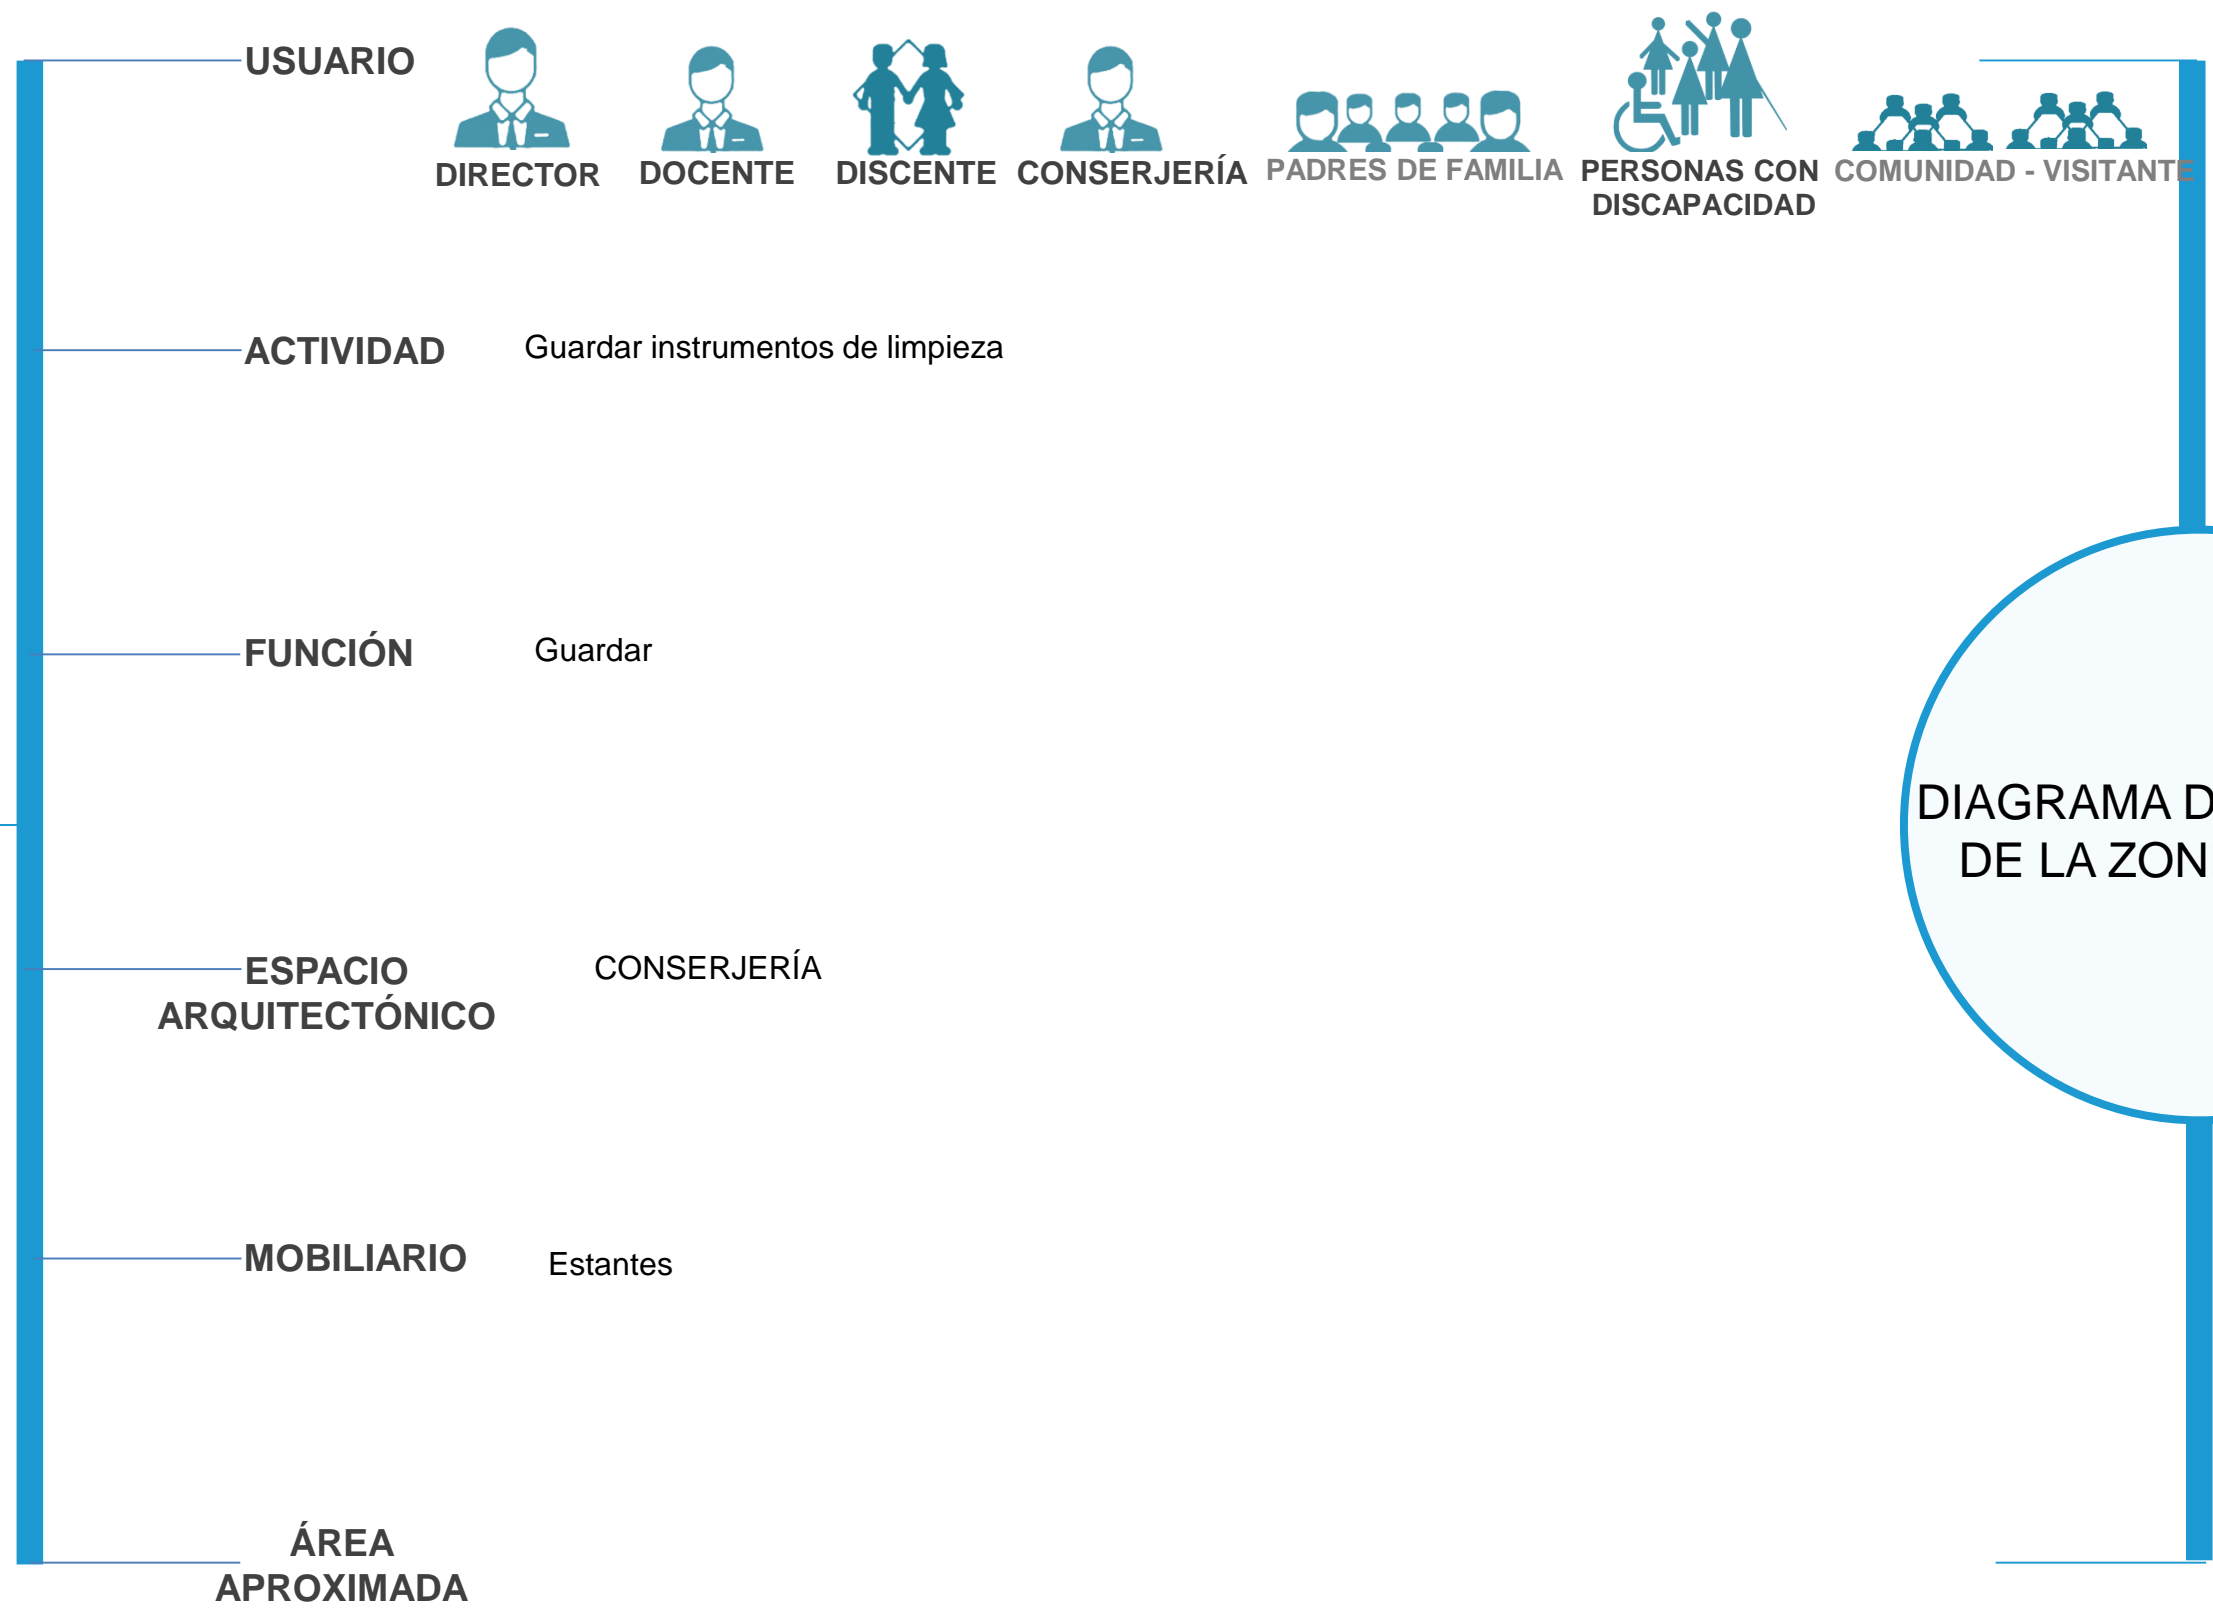 USUARIO
DIRECTOR
DOCENTE
DISCENTE
CONSERJERÍA
PADRES DE FAMILIA
PERSONAS CON
DISCAPACIDAD
COMUNIDAD - VISITANTE
ACTIVIDAD
Guardar instrumentos de limpieza
FUNCIÓN
Guardar
DIAGRAMA D
DE LA ZON
ESPACIO
ARQUITECTÓNICO
CONSERJERÍA
MOBILIARIO
Estantes
ÁREA
APROXIMADA